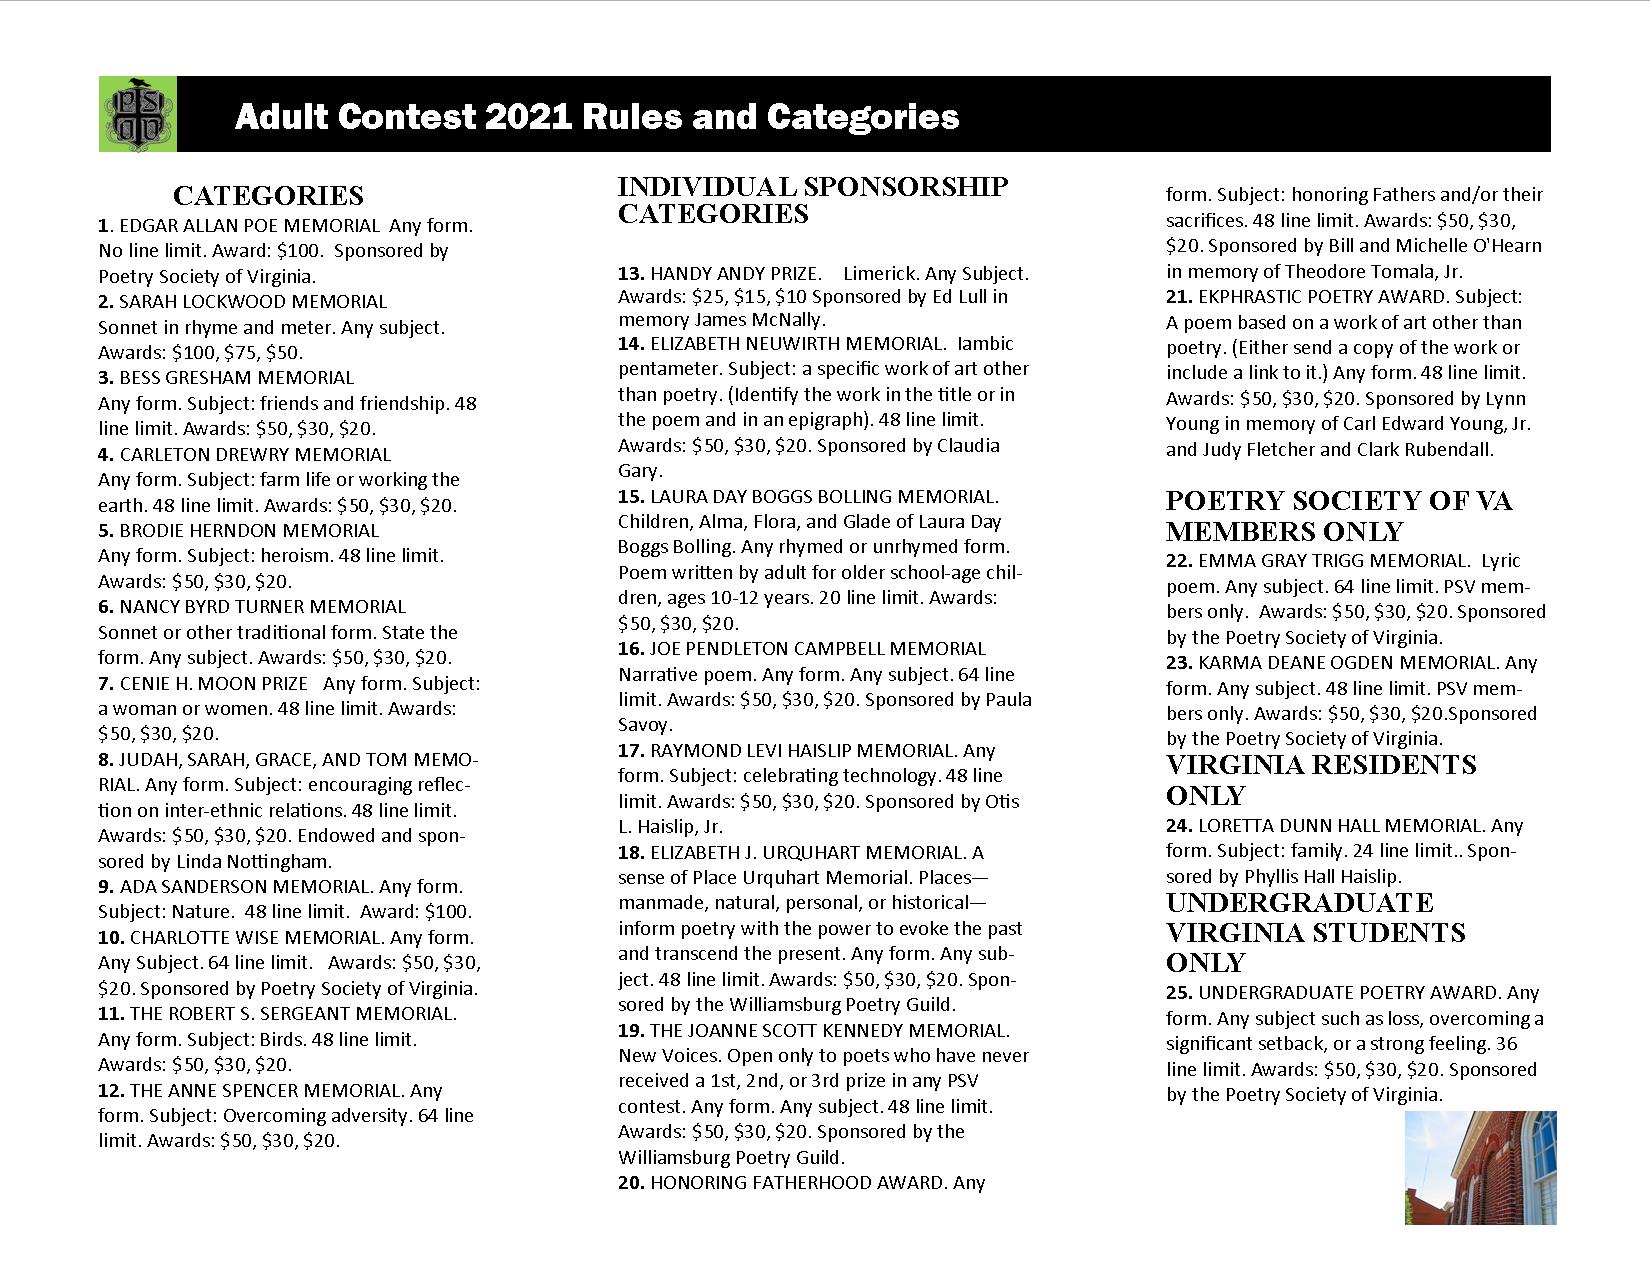 PS
OV
Adult Contest 2021 Rules and Categories
CATEGORIES
1. EDGAR ALLAN POE MEMORIAL  Any form.
No line limit. Award: $100.  Sponsored by
Poetry Society of Virginia.
2. SARAH LOCKWOOD MEMORIAL
Sonnet in rhyme and meter. Any subject.
Awards: $100, $75, $50.
3. BESS GRESHAM MEMORIAL
Any form. Subject: friends and friendship. 48
line limit. Awards: $50, $30, $20.
4. CARLETON DREWRY MEMORIAL
Any form. Subject: farm life or working the
earth. 48 line limit. Awards: $50, $30, $20.
5. BRODIE HERNDON MEMORIAL
Any form. Subject: heroism. 48 line limit.
Awards: $50, $30, $20.
6. NANCY BYRD TURNER MEMORIAL
Sonnet or other traditional form. State the
form. Any subject. Awards: $50, $30, $20.
7. CENIE H. MOON PRIZE   Any form. Subject:
a woman or women. 48 line limit. Awards:
$50, $30, $20.
8. JUDAH, SARAH, GRACE, AND TOM MEMO-
RIAL. Any form. Subject: encouraging reflec-
tion on inter-ethnic relations. 48 line limit.
Awards: $50, $30, $20. Endowed and spon-
sored by Linda Nottingham.
9. ADA SANDERSON MEMORIAL. Any form.
Subject: Nature.  48 line limit.  Award: $100.
10. CHARLOTTE WISE MEMORIAL. Any form.
Any Subject. 64 line limit.   Awards: $50, $30,
$20. Sponsored by Poetry Society of Virginia.
11. THE ROBERT S. SERGEANT MEMORIAL.
Any form. Subject: Birds. 48 line limit.
Awards: $50, $30, $20.
12. THE ANNE SPENCER MEMORIAL. Any
form. Subject: Overcoming adversity. 64 line
limit. Awards: $50, $30, $20.
INDIVIDUAL SPONSORSHIP
CATEGORIES
13. HANDY ANDY PRIZE.    Limerick. Any Subject.
Awards: $25, $15, $10 Sponsored by Ed Lull in
memory James McNally.
14. ELIZABETH NEUWIRTH MEMORIAL.  Iambic
pentameter. Subject: a specific work of art other
than poetry. (Identify the work in the title or in
the poem and in an epigraph). 48 line limit.
Awards: $50, $30, $20. Sponsored by Claudia
Gary.
15. LAURA DAY BOGGS BOLLING MEMORIAL.
Children, Alma, Flora, and Glade of Laura Day
Boggs Bolling. Any rhymed or unrhymed form.
Poem written by adult for older school-age chil-
dren, ages 10-12 years. 20 line limit. Awards:
$50, $30, $20.
16. JOE PENDLETON CAMPBELL MEMORIAL
Narrative poem. Any form. Any subject. 64 line
limit. Awards: $50, $30, $20. Sponsored by Paula
Savoy.
17. RAYMOND LEVI HAISLIP MEMORIAL. Any
form. Subject: celebrating technology. 48 line
limit. Awards: $50, $30, $20. Sponsored by Otis
L. Haislip, Jr.
18. ELIZABETH J. URQUHART MEMORIAL. A
sense of Place Urquhart Memorial. Places—
manmade, natural, personal, or historical—
inform poetry with the power to evoke the past
and transcend the present. Any form. Any sub-
ject. 48 line limit. Awards: $50, $30, $20. Spon-
sored by the Williamsburg Poetry Guild.
19. THE JOANNE SCOTT KENNEDY MEMORIAL.
New Voices. Open only to poets who have never
received a 1st, 2nd, or 3rd prize in any PSV
contest. Any form. Any subject. 48 line limit.
Awards: $50, $30, $20. Sponsored by the
Williamsburg Poetry Guild.
20. HONORING FATHERHOOD AWARD. Any
form. Subject: honoring Fathers and/or their
sacrifices. 48 line limit. Awards: $50, $30,
$20. Sponsored by Bill and Michelle O'Hearn
in memory of Theodore Tomala, Jr.
21. EKPHRASTIC POETRY AWARD. Subject:
A poem based on a work of art other than
poetry. (Either send a copy of the work or
include a link to it.) Any form. 48 line limit.
Awards: $50, $30, $20. Sponsored by Lynn
Young in memory of Carl Edward Young, Jr.
and Judy Fletcher and Clark Rubendall.
POETRY SOCIETY OF VA
MEMBERS ONLY
22. EMMA GRAY TRIGG MEMORIAL.  Lyric
poem. Any subject. 64 line limit. PSV mem-
bers only.  Awards: $50, $30, $20. Sponsored
by the Poetry Society of Virginia.
23. KARMA DEANE OGDEN MEMORIAL. Any
form. Any subject. 48 line limit. PSV mem-
bers only. Awards: $50, $30, $20.Sponsored
by the Poetry Society of Virginia.
VIRGINIA RESIDENTS
ONLY
24. LORETTA DUNN HALL MEMORIAL. Any
form. Subject: family. 24 line limit.. Spon-
sored by Phyllis Hall Haislip.
UNDERGRADUATE
VIRGINIA STUDENTS
ONLY
25. UNDERGRADUATE POETRY AWARD. Any
form. Any subject such as loss, overcoming a
significant setback, or a strong feeling. 36
line limit. Awards: $50, $30, $20. Sponsored
by the Poetry Society of Virginia.